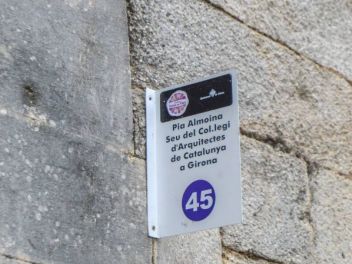 Pia Almoina
Seu del Col.legi
d'Arquitectes
de Catalunya
a Girona
45